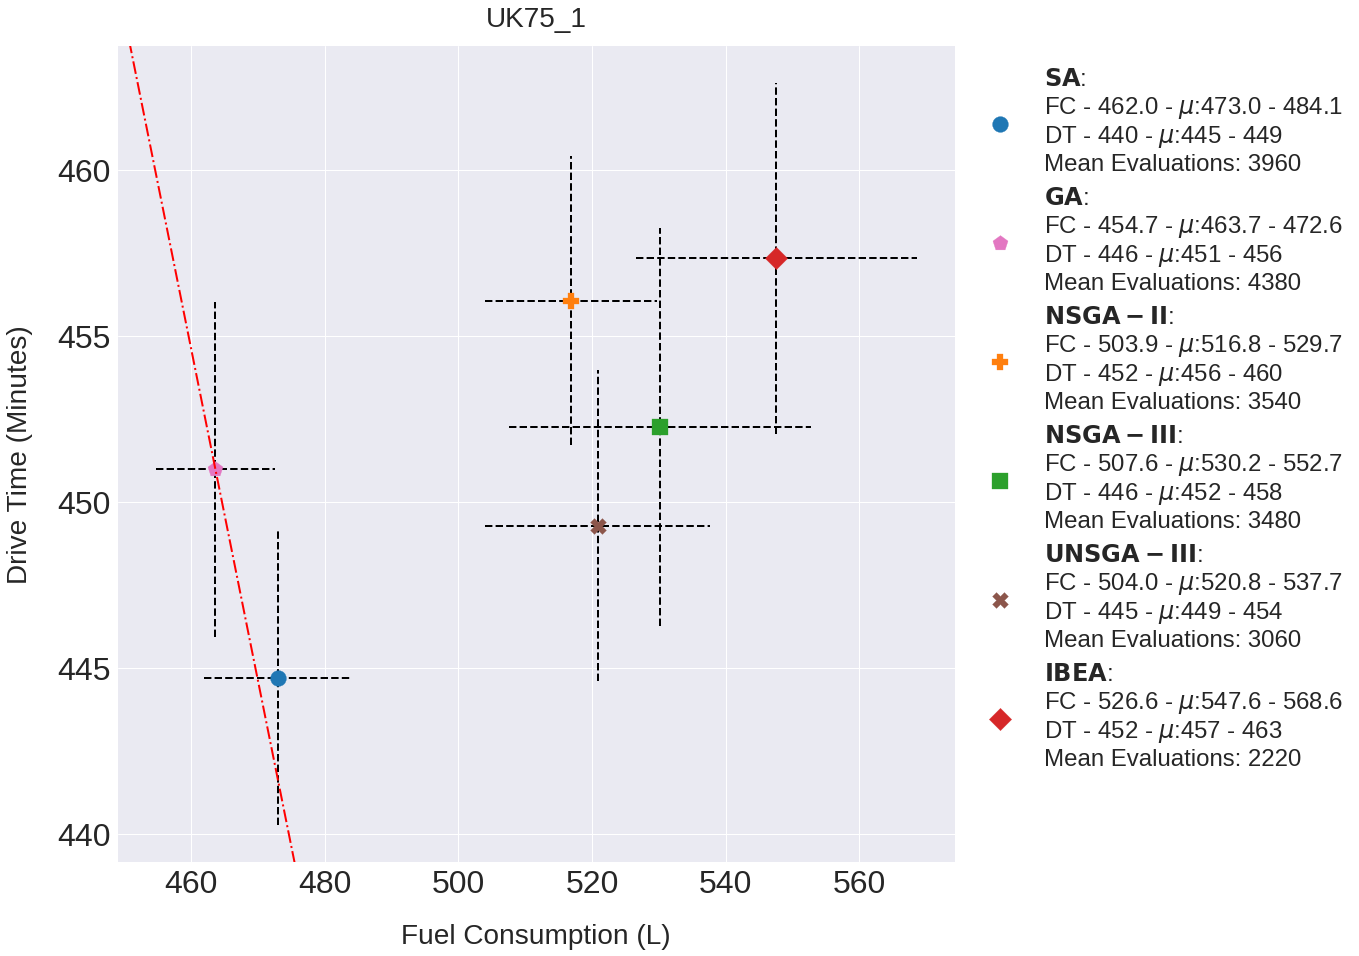 UK75_1
Drive Time (Minutes)
460
455
450
445
440
460 480 500 520 540 560
Fuel Consumption (L)
SA:
FC - 462.0 - μ:473.0 - 484.1
DT - 440 - μ:445 - 449
Mean Evaluations: 3960
GA:
FC - 454.7 - μ:463.7 - 472.6
DT - 446 - μ:451 - 456
Mean Evaluations: 4380
NSGA − II:
FC - 503.9 - μ:516.8 - 529.7
DT - 452 - μ:456 - 460
Mean Evaluations: 3540
NSGA − III:
FC - 507.6 - μ:530.2 - 552.7
DT - 446 - μ:452 - 458
Mean Evaluations: 3480
UNSGA − III:
FC - 504.0 - μ:520.8 - 537.7
DT - 445 - μ:449 - 454
Mean Evaluations: 3060
IBEA:
FC - 526.6 - μ:547.6 - 568.6
DT - 452 - μ:457 - 463
Mean Evaluations: 2220